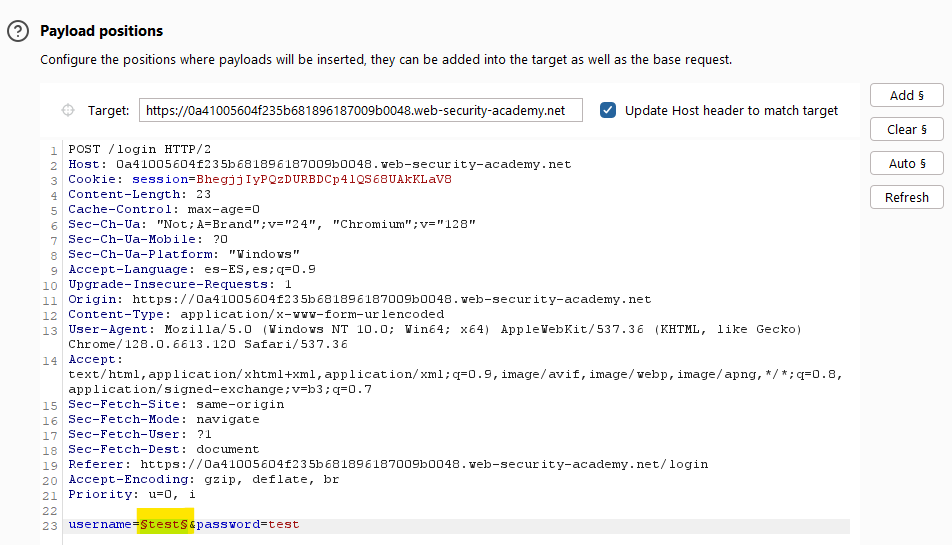 Payload positions
Configure the positions where payloads will be inserted, they can be added into the target as well as the base request.
Target: https://0a41005604f235b681896187009b0048.web-security-academy.net Update Host header to match target
Add §
Clear §
Auto §
Refresh
1 POST /login HTTP/2
2 Host: 0a41005604f235b681896187009b0048.web-security-academy.net
3 Cookie: session=BhegjjIyPQzDURBDCp4lQS68UAkKLaV8
4 Content-Length: 23
5 Cache-Control: max-age=0
6 Sec-Ch-Ua: "Not;A=Brand";v="24", "Chromium";v="128"
7 Sec-Ch-Ua-Mobile: ?0
8 Sec-Ch-Ua-Platform: "Windows"
9 Accept-Language: es-ES,es;q=0.9
10 Upgrade-Insecure-Requests: 1
11 Origin: https://0a41005604f235b681896187009b0048.web-security-academy.net
12 Content-Type: application/x-www-form-urlencoded
13 User-Agent: Mozilla/5.0 (Windows NT 10.0; Win64; x64) AppleWebKit/537.36 (KHTML, like Gecko)
Chrome/128.0.6613.120 Safari/537.36
14 Accept:
text/html,application/xhtml+xml,application/xml;q=0.9,image/avif,image/webp,image/apng,*/*;q=0.8,
application/signed-exchange;v=b3;q=0.7
15 Sec-Fetch-Site: same-origin
16 Sec-Fetch-Mode: navigate
17 Sec-Fetch-User: ?1
18 Sec-Fetch-Dest: document
19 Referer: https://0a41005604f235b681896187009b0048.web-security-academy.net/login
20 Accept-Encoding: gzip, deflate, br
21 Priority: u=0, i
22
23 username=§test§&password=test